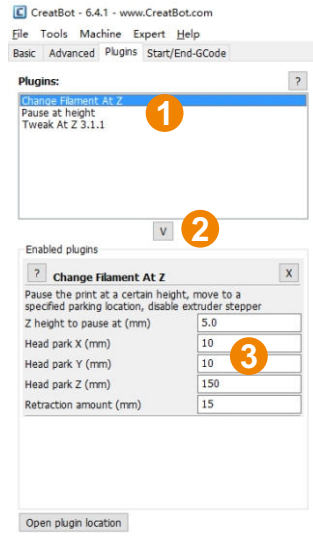 CreatBot - 6.4.1 - www.CreatBot.com
File Tools Machine Expert Help
Basic Advanced Plugins Start/End-GCode
Plugins: ?
Change Filament At Z
Pause at height
Tweak At Z 3.1.1
1
V 2
Enabled plugins
? Change Filament At Z X
Pause the print at a certain height, move to a
specified parking location, disable extruder stepper
Z height to pause at (mm) 5.0
Head park X (mm) 10
Head park Y (mm) 10
3
Head park Z (mm) 150
Retraction amount (mm) 15
Open plugin location